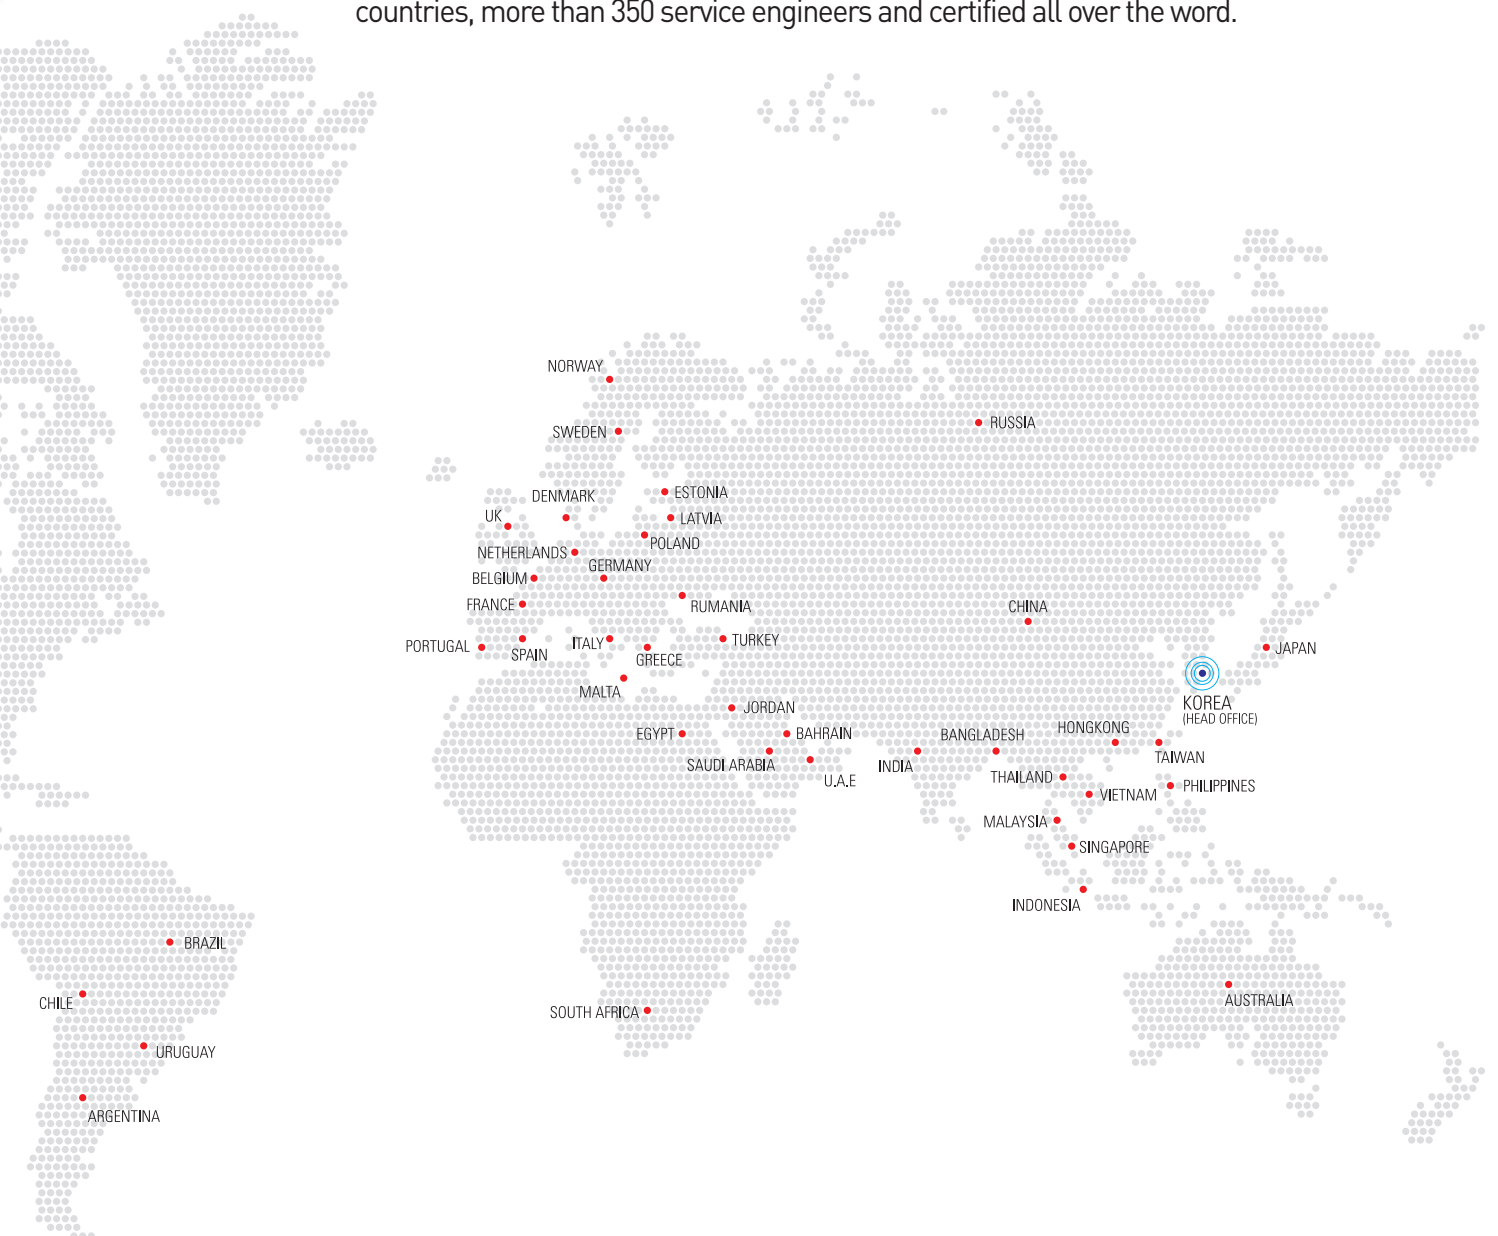 countries, more than 350 service engineers and certified all over the word.
NORWAY
RUSSIA
SWEDEN
ESTONIA
DENMARK
UK
LATVIA
POLAND
NETHERLANDS
GERMANY
BELGIUM
FRANCE
RUMANIA
CHINA
PORTUGAL
SPAIN
ITALY
GREECE
TURKEY
JAPAN
MALTA
KOREA
(HEAD OFFICE)
JORDAN
EGYPT
BAHRAIN
BANGLADESH
HONGKONG
SAUDI ARABIA
U.A.E
INDIA
TAIWAN
THAILAND
PHILIPPINES
VIETNAM
MALAYSIA
SINGAPORE
INDONESIA
BRAZIL
CHILE
SOUTH AFRICA
AUSTRALIA
URUGUAY
ARGENTINA